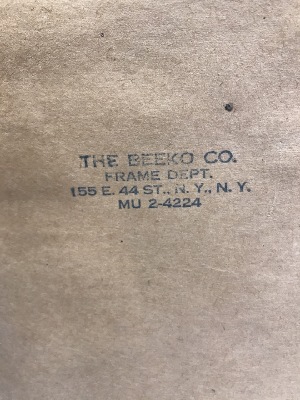 THE BEEKO CO.
FRAME DEPT.
155 E. 44 ST., N. Y., N. Y.
MU 2-4224